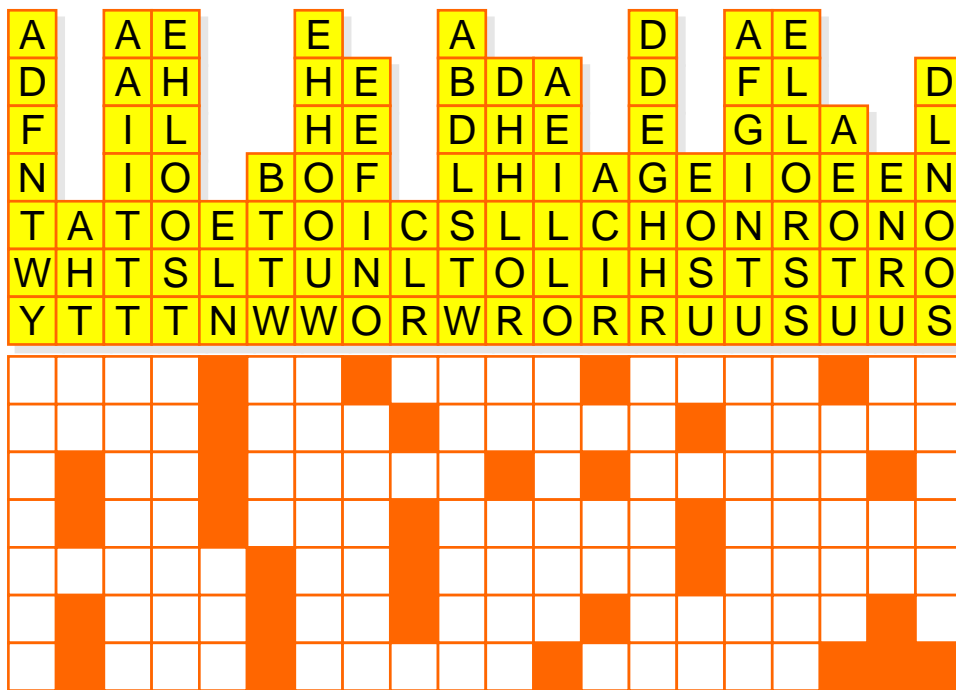 A A E E A D A E
D A H H E B D A D F L D
F I L H E D H E E G L A L
N I O B O F L H I A G E I O E E N
T A T O E T O I C S L L C H O N R O N O
W H T S L T U N L T O L I H S T S T R O
Y T T T N W W O R W R O R R U U S U U S